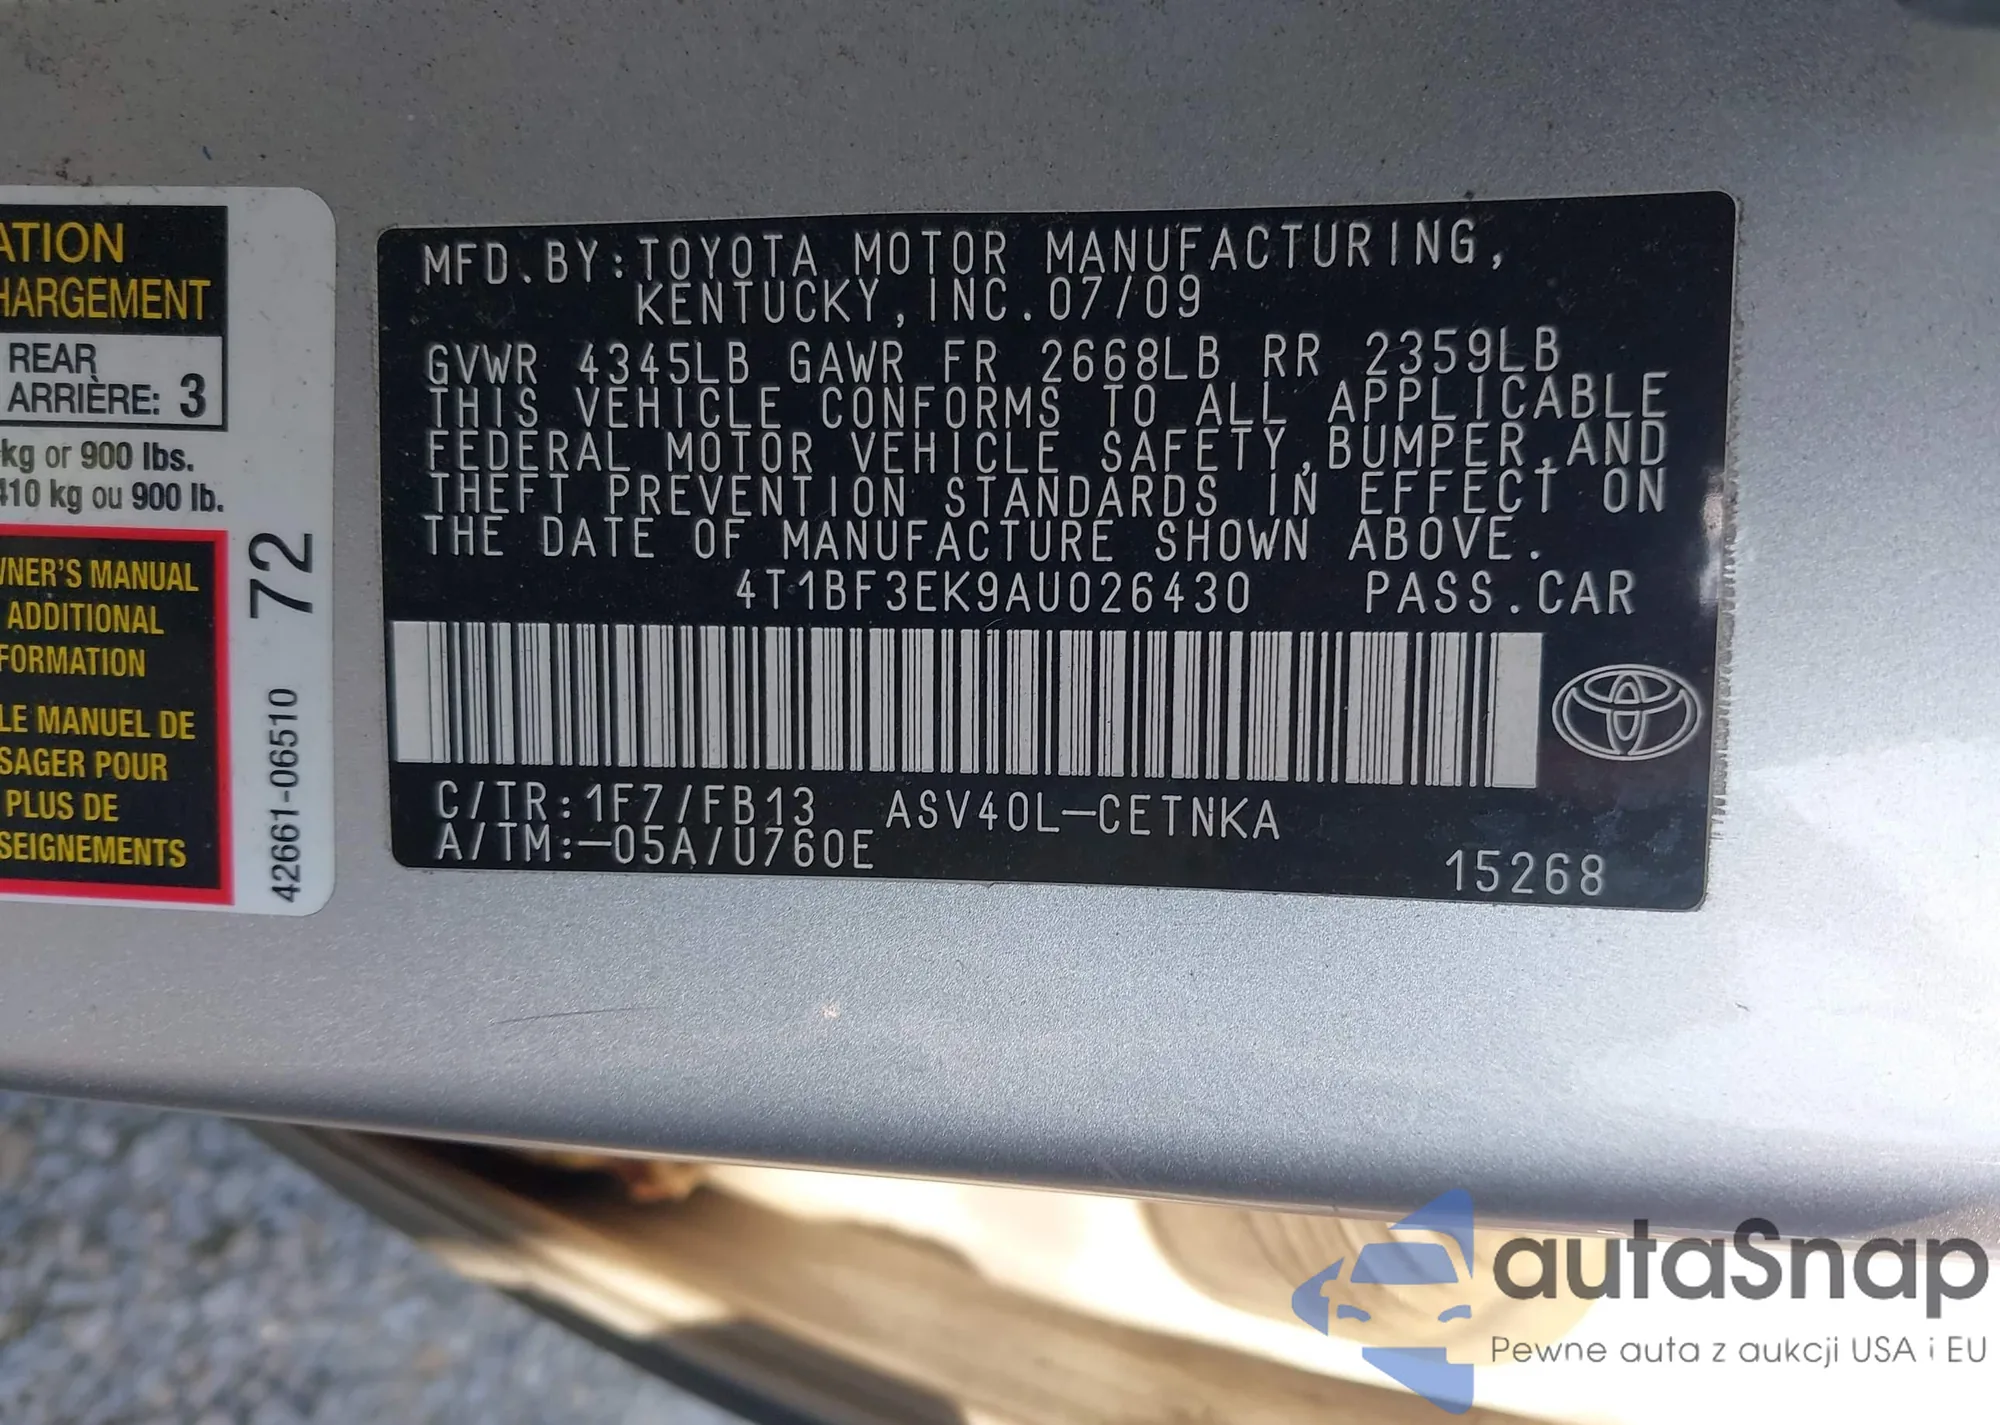 ATION
HARGEMENT
REAR
ARRIÈRE: 3
kg or 900 lbs.
410 kg ou 900 lb.
NER'S MANUAL
ADDITIONAL
FORMATION
LE MANUEL DE
SAGER POUR
PLUS DE
SEIGNEMENTS
72
42661-06510
MFD.BY:TOYOTA MOTOR MANUFACTURING,
KENTUCKY,INC.07/09
GVWR 4345LB GAWR FR 2668LB RR 2359LB
THIS VEHICLE CONFORMS TO ALL APPLICABLE
FEDERAL MOTOR VEHICLE SAFETY,BUMPER,AND
THEFT PREVENTION STANDARDS IN EFFECT ON
THE DATE OF MANUFACTURE SHOWN ABOVE.
4T1BF3EK9AU026430 PASS.CAR
C/TR:1F7/FB13 ASV40L-CETNKA
A/TM:-05A/U760E
15268
autaSnap
Pewne auta z aukcji USA i EU